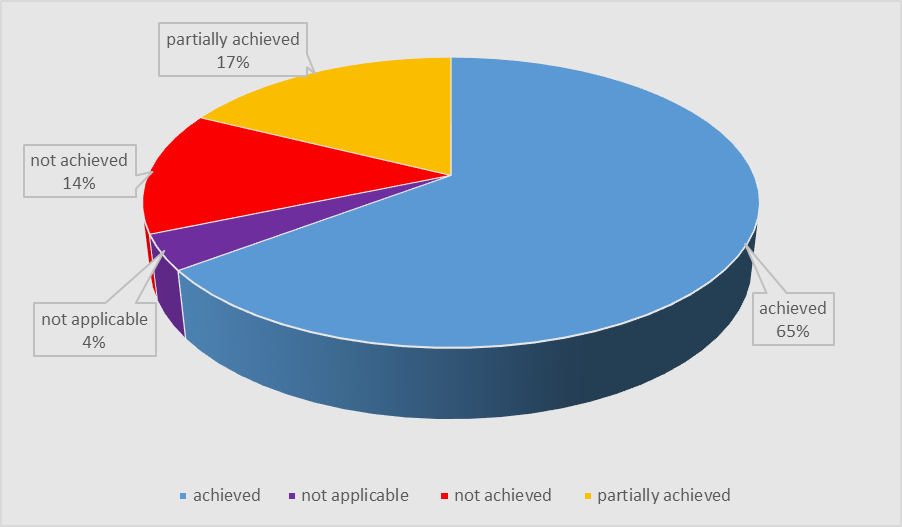 partially achieved
17%
not achieved
14%
not applicable
4%
achieved
65%
achieved not applicable not achieved partially achieved